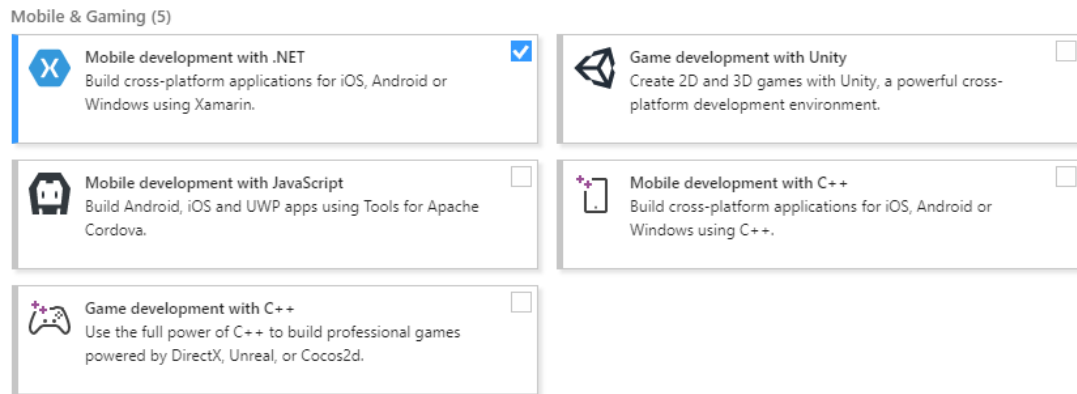 Mobile & Gaming (5)
Mobile development with .NET
Build cross-platform applications for iOS, Android or
Windows using Xamarin.
Game development with Unity
Create 2D and 3D games with Unity, a powerful cross-
platform development environment.
Mobile development with JavaScript
Build Android, iOS and UWP apps using Tools for Apache
Cordova.
Mobile development with C++
Build cross-platform applications for iOS, Android or
Windows using C++.
Game development with C++
Use the full power of C++ to build professional games
powered by DirectX, Unreal, or Cocos2d.